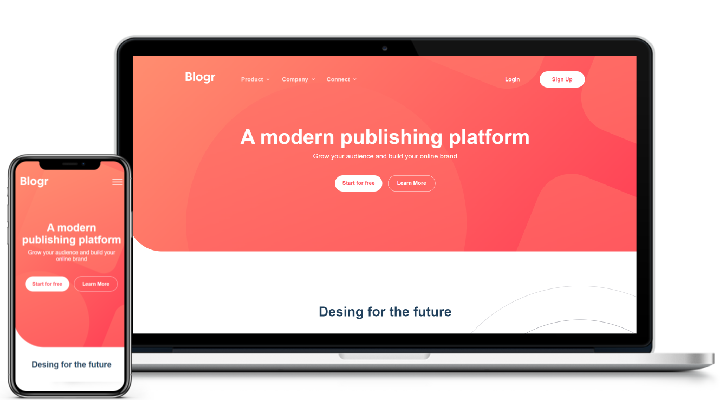 Blogr
Product
Company
Connect
Login
Sign Up
A modern publishing platform
Grow your audience and build your online brand
Start for free
Learn More
Desing for the future
Blogr
A modern
publishing platform
Grow your audience and build your
online brand
Start for free
Learn More
Desing for the future